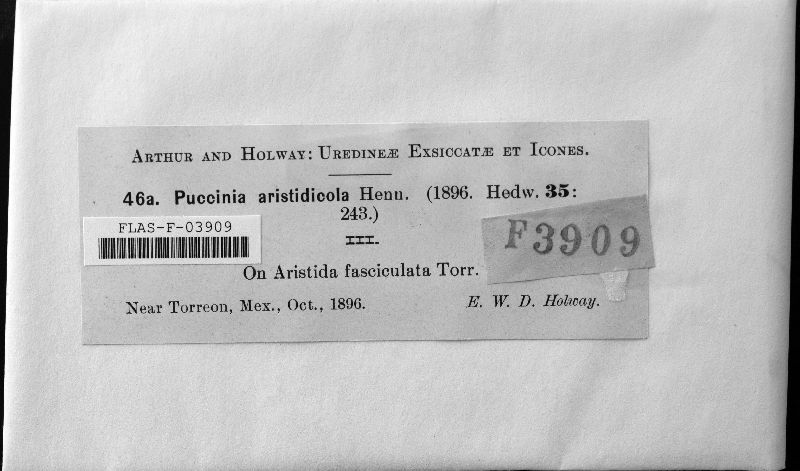 ARTHUR AND HOLWAY: UREDINEÆ EXSICCATÆ ET ICONES.
46a. Puccinia aristidicola Henn. (1896. Hedw. 35:
243.)
FLAS-F-03909
III.
F3909
On Aristida fasciculata Torr.
Near Torreon, Mex., Oct., 1896. E. W. D. Holway.